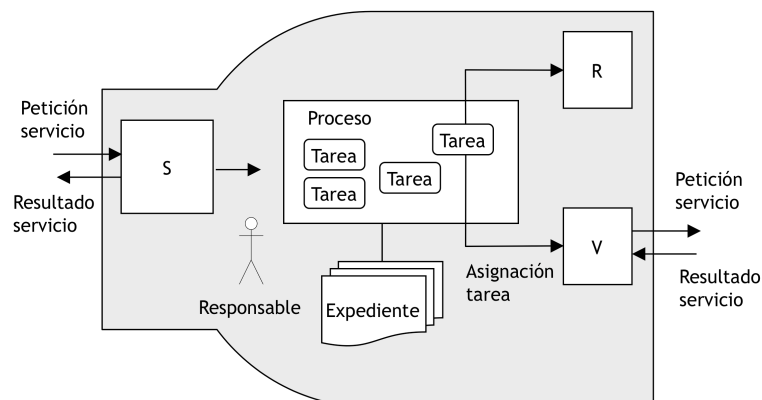 Petición
servicio
S
Resultado
servicio
Responsable
Proceso
Tarea
Tarea
Tarea
Tarea
Expediente
R
Asignación
tarea
V
Petición
servicio
Resultado
servicio